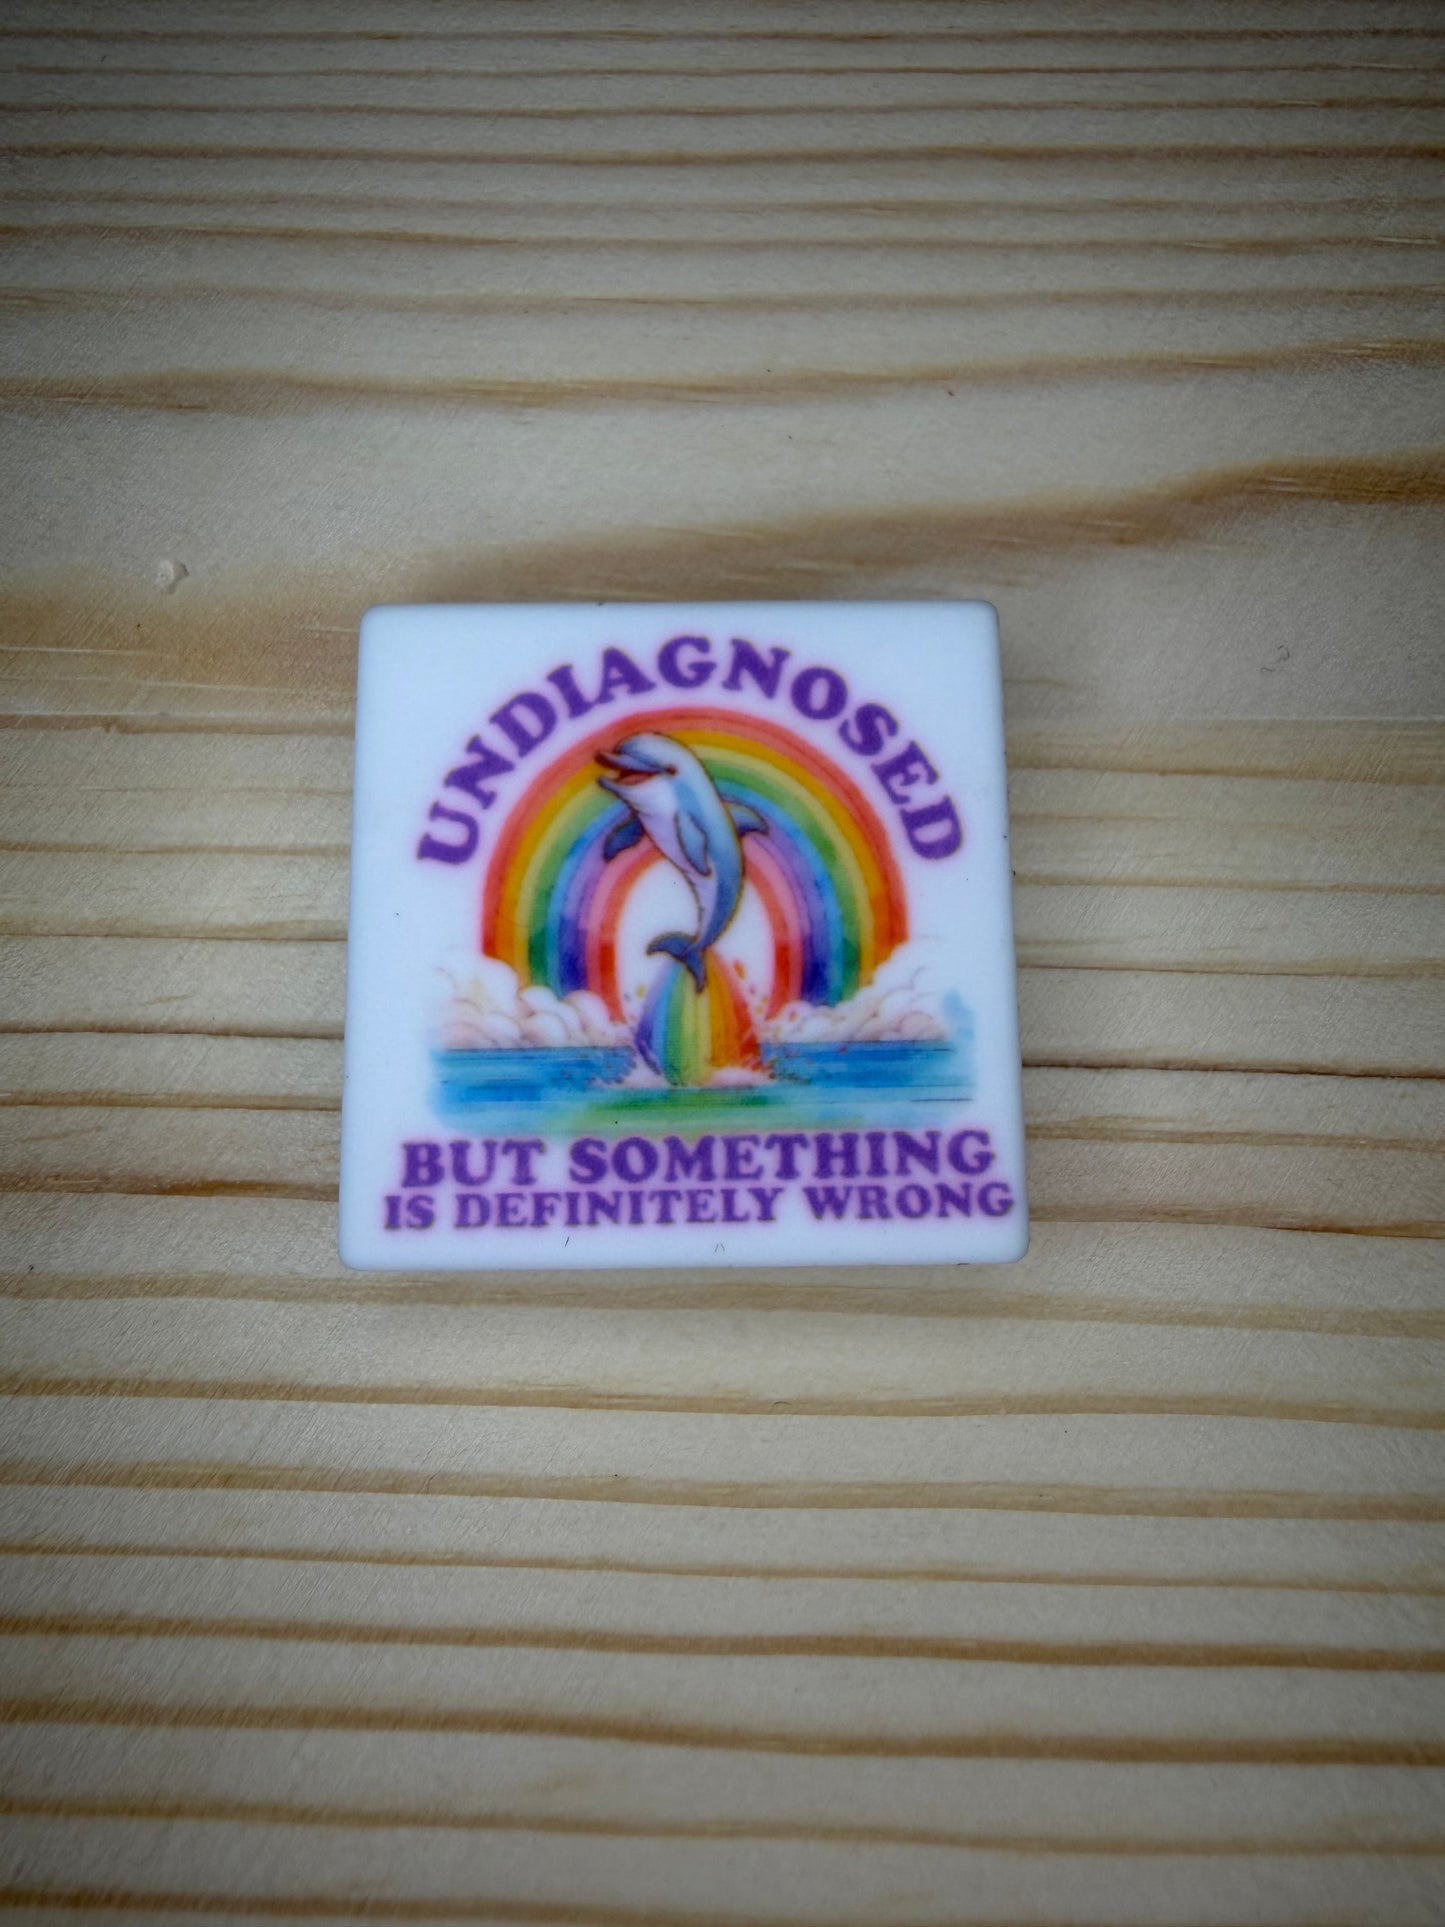 UNDIAGNOSED
BUT SOMETHING
IS DEFINITELY WRONG